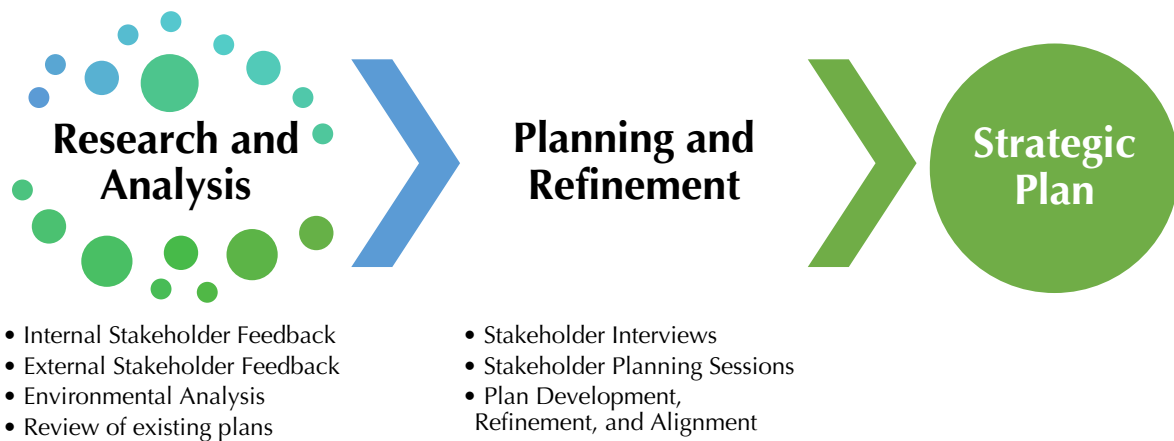 Research and
Analysis
• Internal Stakeholder Feedback
• External Stakeholder Feedback
• Environmental Analysis
• Review of existing plans
Planning and
Refinement
• Stakeholder Interviews
• Stakeholder Planning Sessions
• Plan Development,
Refinement, and Alignment
Strategic
Plan